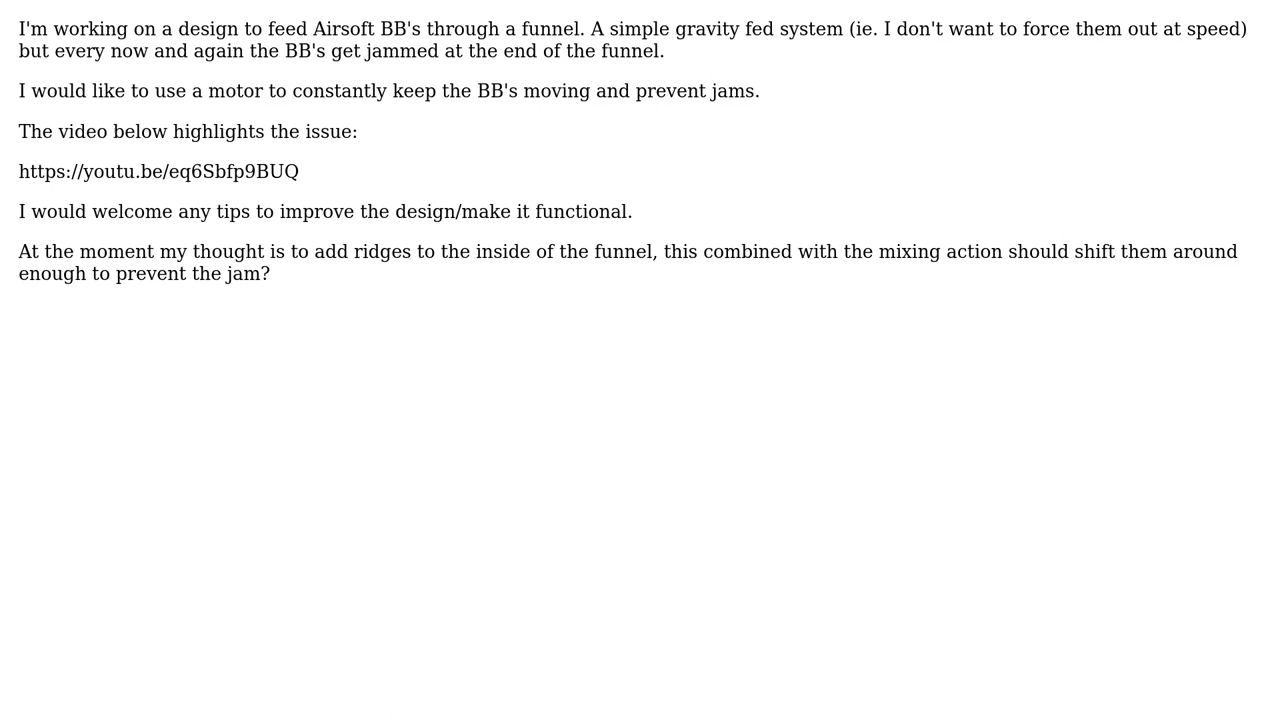 I'm working on a design to feed Airsoft BB's through a funnel. A simple gravity fed system (ie. I don't want to force them out at speed)
but every now and again the BB's get jammed at the end of the funnel.
I would like to use a motor to constantly keep the BB's moving and prevent jams.
The video below highlights the issue:
https://youtu.be/eq6Sbfp9BUQ
I would welcome any tips to improve the design/make it functional.
At the moment my thought is to add ridges to the inside of the funnel, this combined with the mixing action should shift them around
enough to prevent the jam?